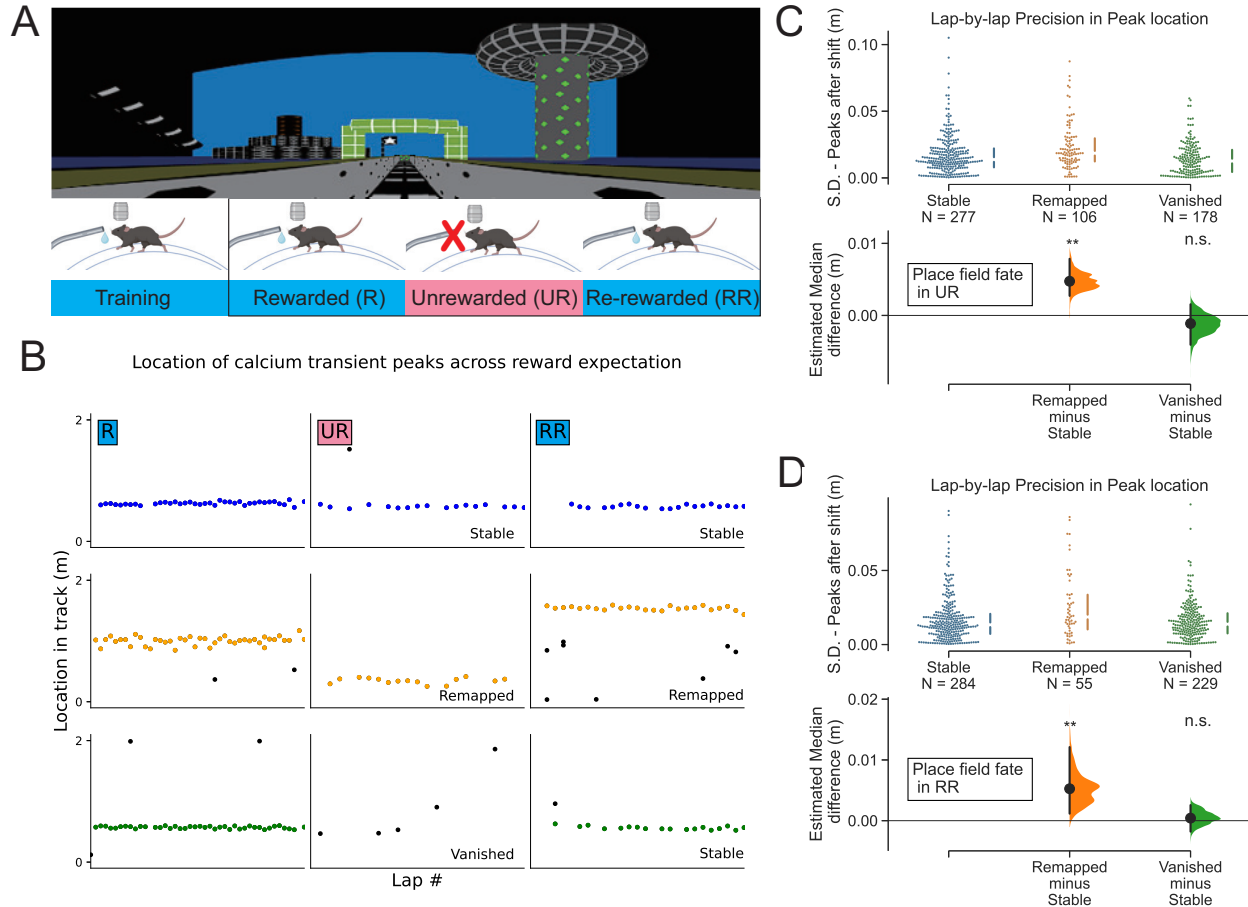 A
Training
Rewarded (R)
Unrewarded (UR)
Re-rewarded (RR)
B
Location of calcium transient peaks across reward expectation
Location in track (m)
2
0
R
UR
Stable
RR
Stable
2
0
Remapped
Remapped
2
0
Vanished
Stable
Lap #
C
Lap-by-lap Precision in Peak location
S.D. - Peaks after shift (m)
0.10
0.05
0.00
Stable
N = 277
Remapped
N = 106
Vanished
N = 178
Estimated Median
difference (m)
0.01
0.00
Place field fate
in UR
**
n.s.
Remapped
minus
Stable
Vanished
minus
Stable
D
Lap-by-lap Precision in Peak location
S.D. - Peaks after shift (m)
0.05
0.00
Stable
N = 284
Remapped
N = 55
Vanished
N = 229
Estimated Median
difference (m)
0.02
0.01
0.00
Place field fate
in RR
**
n.s.
Remapped
minus
Stable
Vanished
minus
Stable